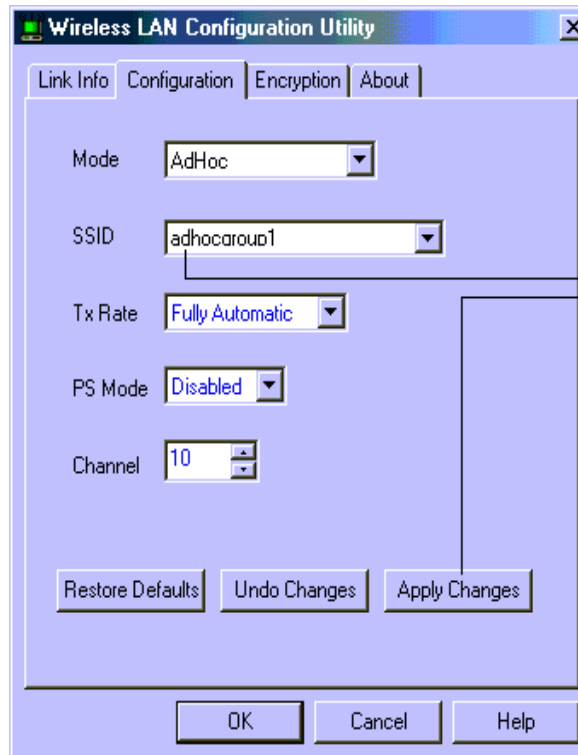 Wireless LAN Configuration Utility
Link Info Configuration Encryption About
Mode AdHoc
SSID adhocgroup1
Tx Rate Fully Automatic
PS Mode Disabled
Channel 10
Restore Defaults Undo Changes Apply Changes
OK Cancel Help